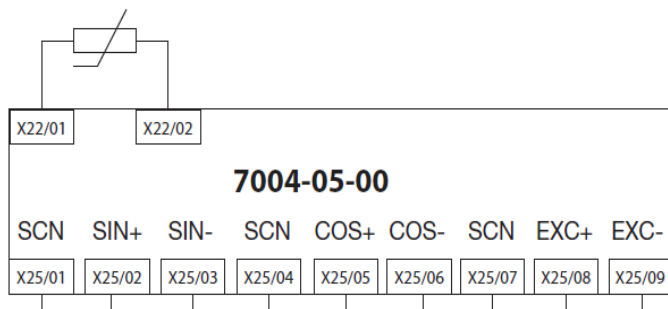 X22/01 X22/02
7004-05-00
SCN SIN+ SIN- SCN COS+ COS- SCN EXC+ EXC-
X25/01 X25/02 X25/03 X25/04 X25/05 X25/06 X25/07 X25/08 X25/09